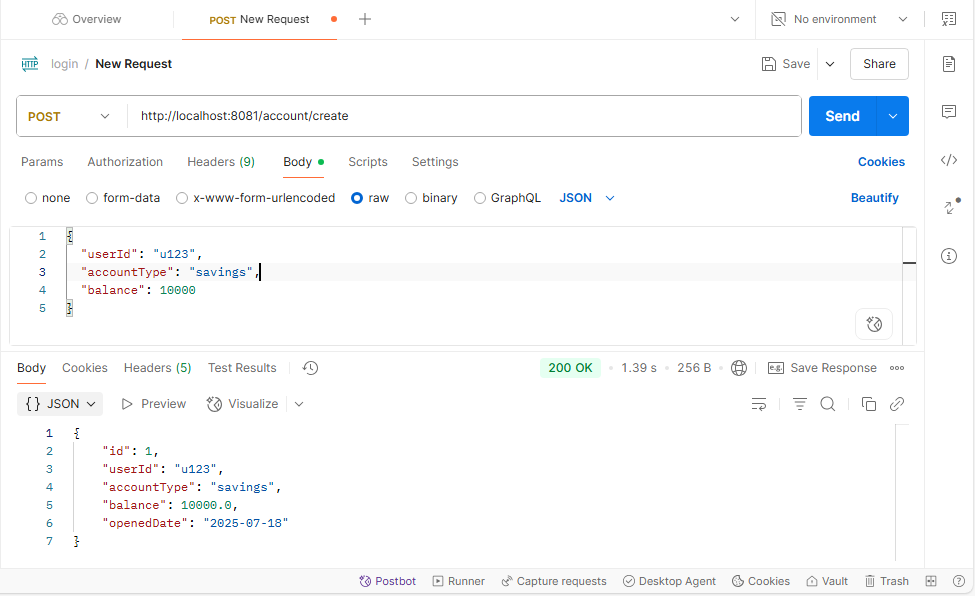 Overview POST New Request No environment
HTTP login / New Request Save Share
POST http://localhost:8081/account/create Send
Params Authorization Headers (9) Body Scripts Settings Cookies
none form-data x-www-form-urlencoded raw binary GraphQL JSON Beautify
1 {
2 "userId": "u123",
3 "accountType": "savings",
4 "balance": 10000
5 }
Body Cookies Headers (5) Test Results 200 OK 1.39 s 256 B e.g. Save Response
{} JSON Preview Visualize
1 {
2 "id": 1,
3 "userId": "u123",
4 "accountType": "savings",
5 "balance": 10000.0,
6 "openedDate": "2025-07-18"
7 }
Postbot Runner Capture requests Desktop Agent Cookies Vault Trash